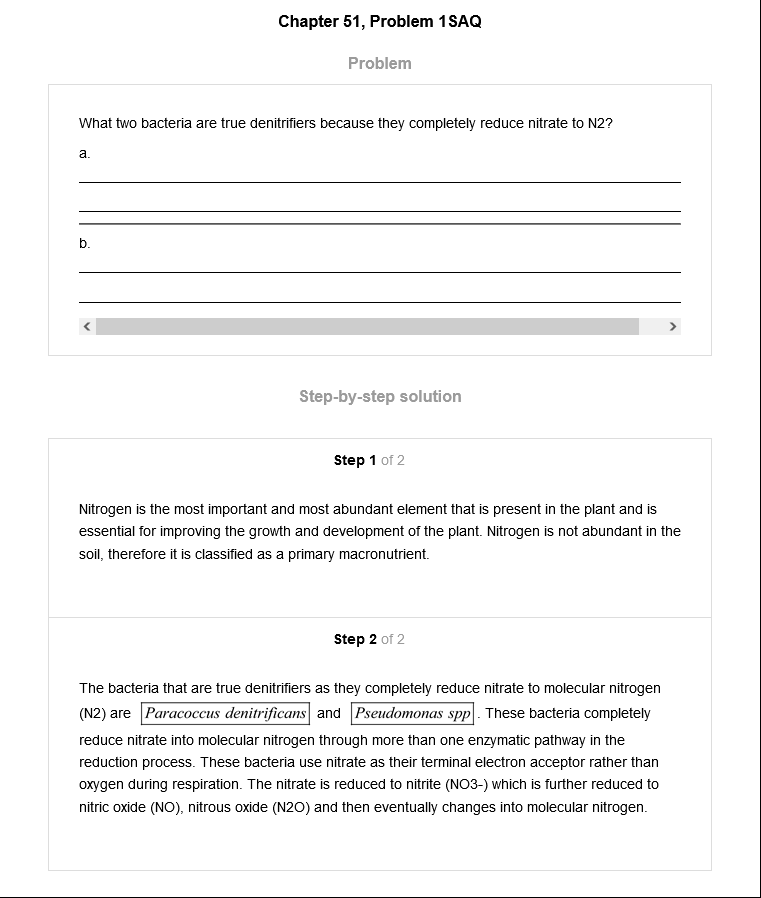 Chapter 51, Problem 1SAQ
Problem
What two bacteria are true denitrifiers because they completely reduce nitrate to N2?
a.
b.
Step-by-step solution
Step 1 of 2
Nitrogen is the most important and most abundant element that is present in the plant and is
essential for improving the growth and development of the plant. Nitrogen is not abundant in the
soil, therefore it is classified as a primary macronutrient.
Step 2 of 2
The bacteria that are true denitrifiers as they completely reduce nitrate to molecular nitrogen
(N2) are Paracoccus denitrificans and Pseudomonas spp . These bacteria completely
reduce nitrate into molecular nitrogen through more than one enzymatic pathway in the
reduction process. These bacteria use nitrate as their terminal electron acceptor rather than
oxygen during respiration. The nitrate is reduced to nitrite (NO3-) which is further reduced to
nitric oxide (NO), nitrous oxide (N2O) and then eventually changes into molecular nitrogen.